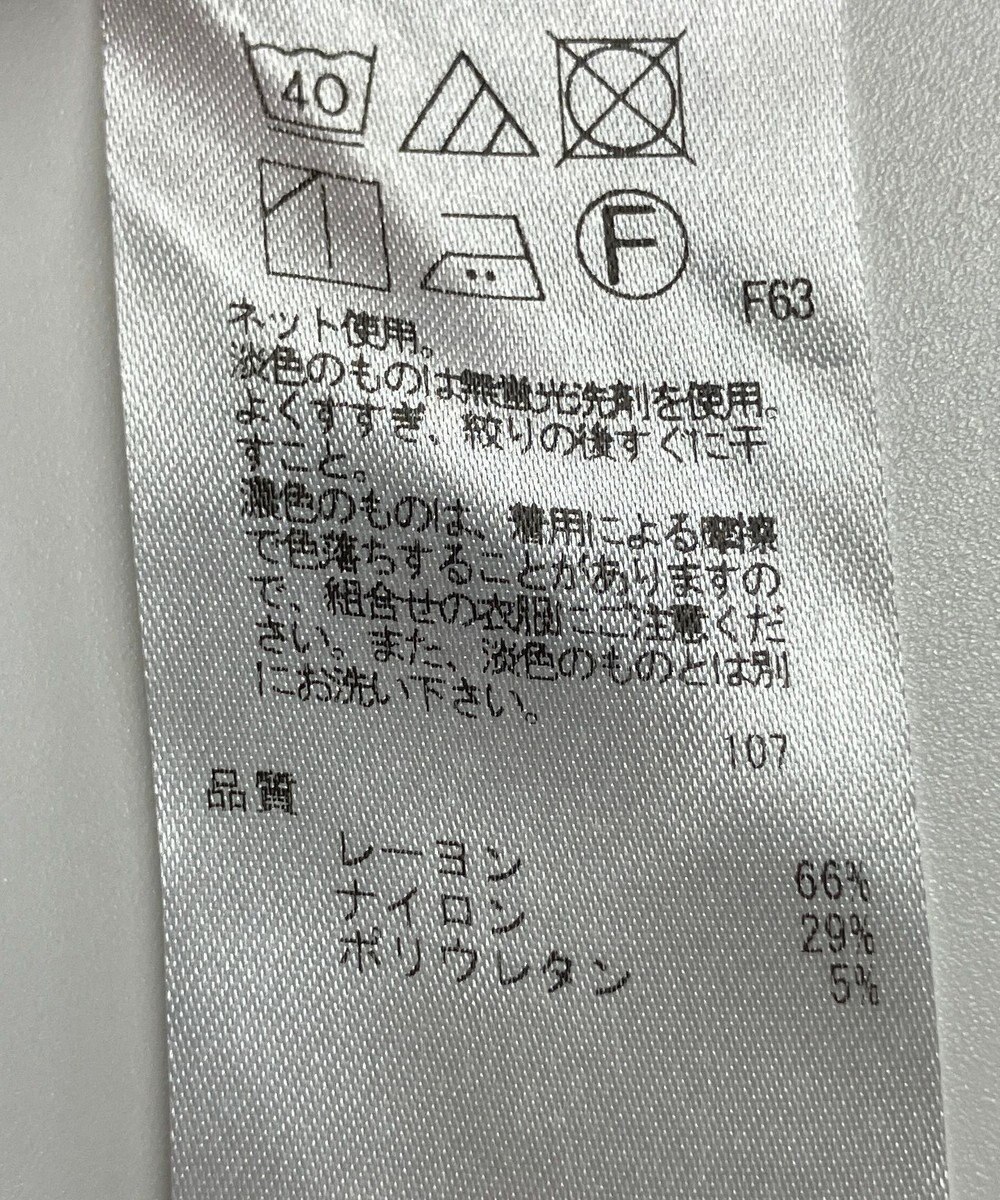 40
F
F63
ネット使用。
淡色のものは無蛍光洗剤を使用。
よくすすぎ、絞りの後すぐに干
すこと。
濃色のものは、着用による摩擦
で色落ちすることがありますの
で、組合せの衣服にご注意くだ
さい。また、淡色のものとは別
にお洗い下さい。
107
品質
レーヨン 66%
ナイロン 29%
ポリウレタン 5%